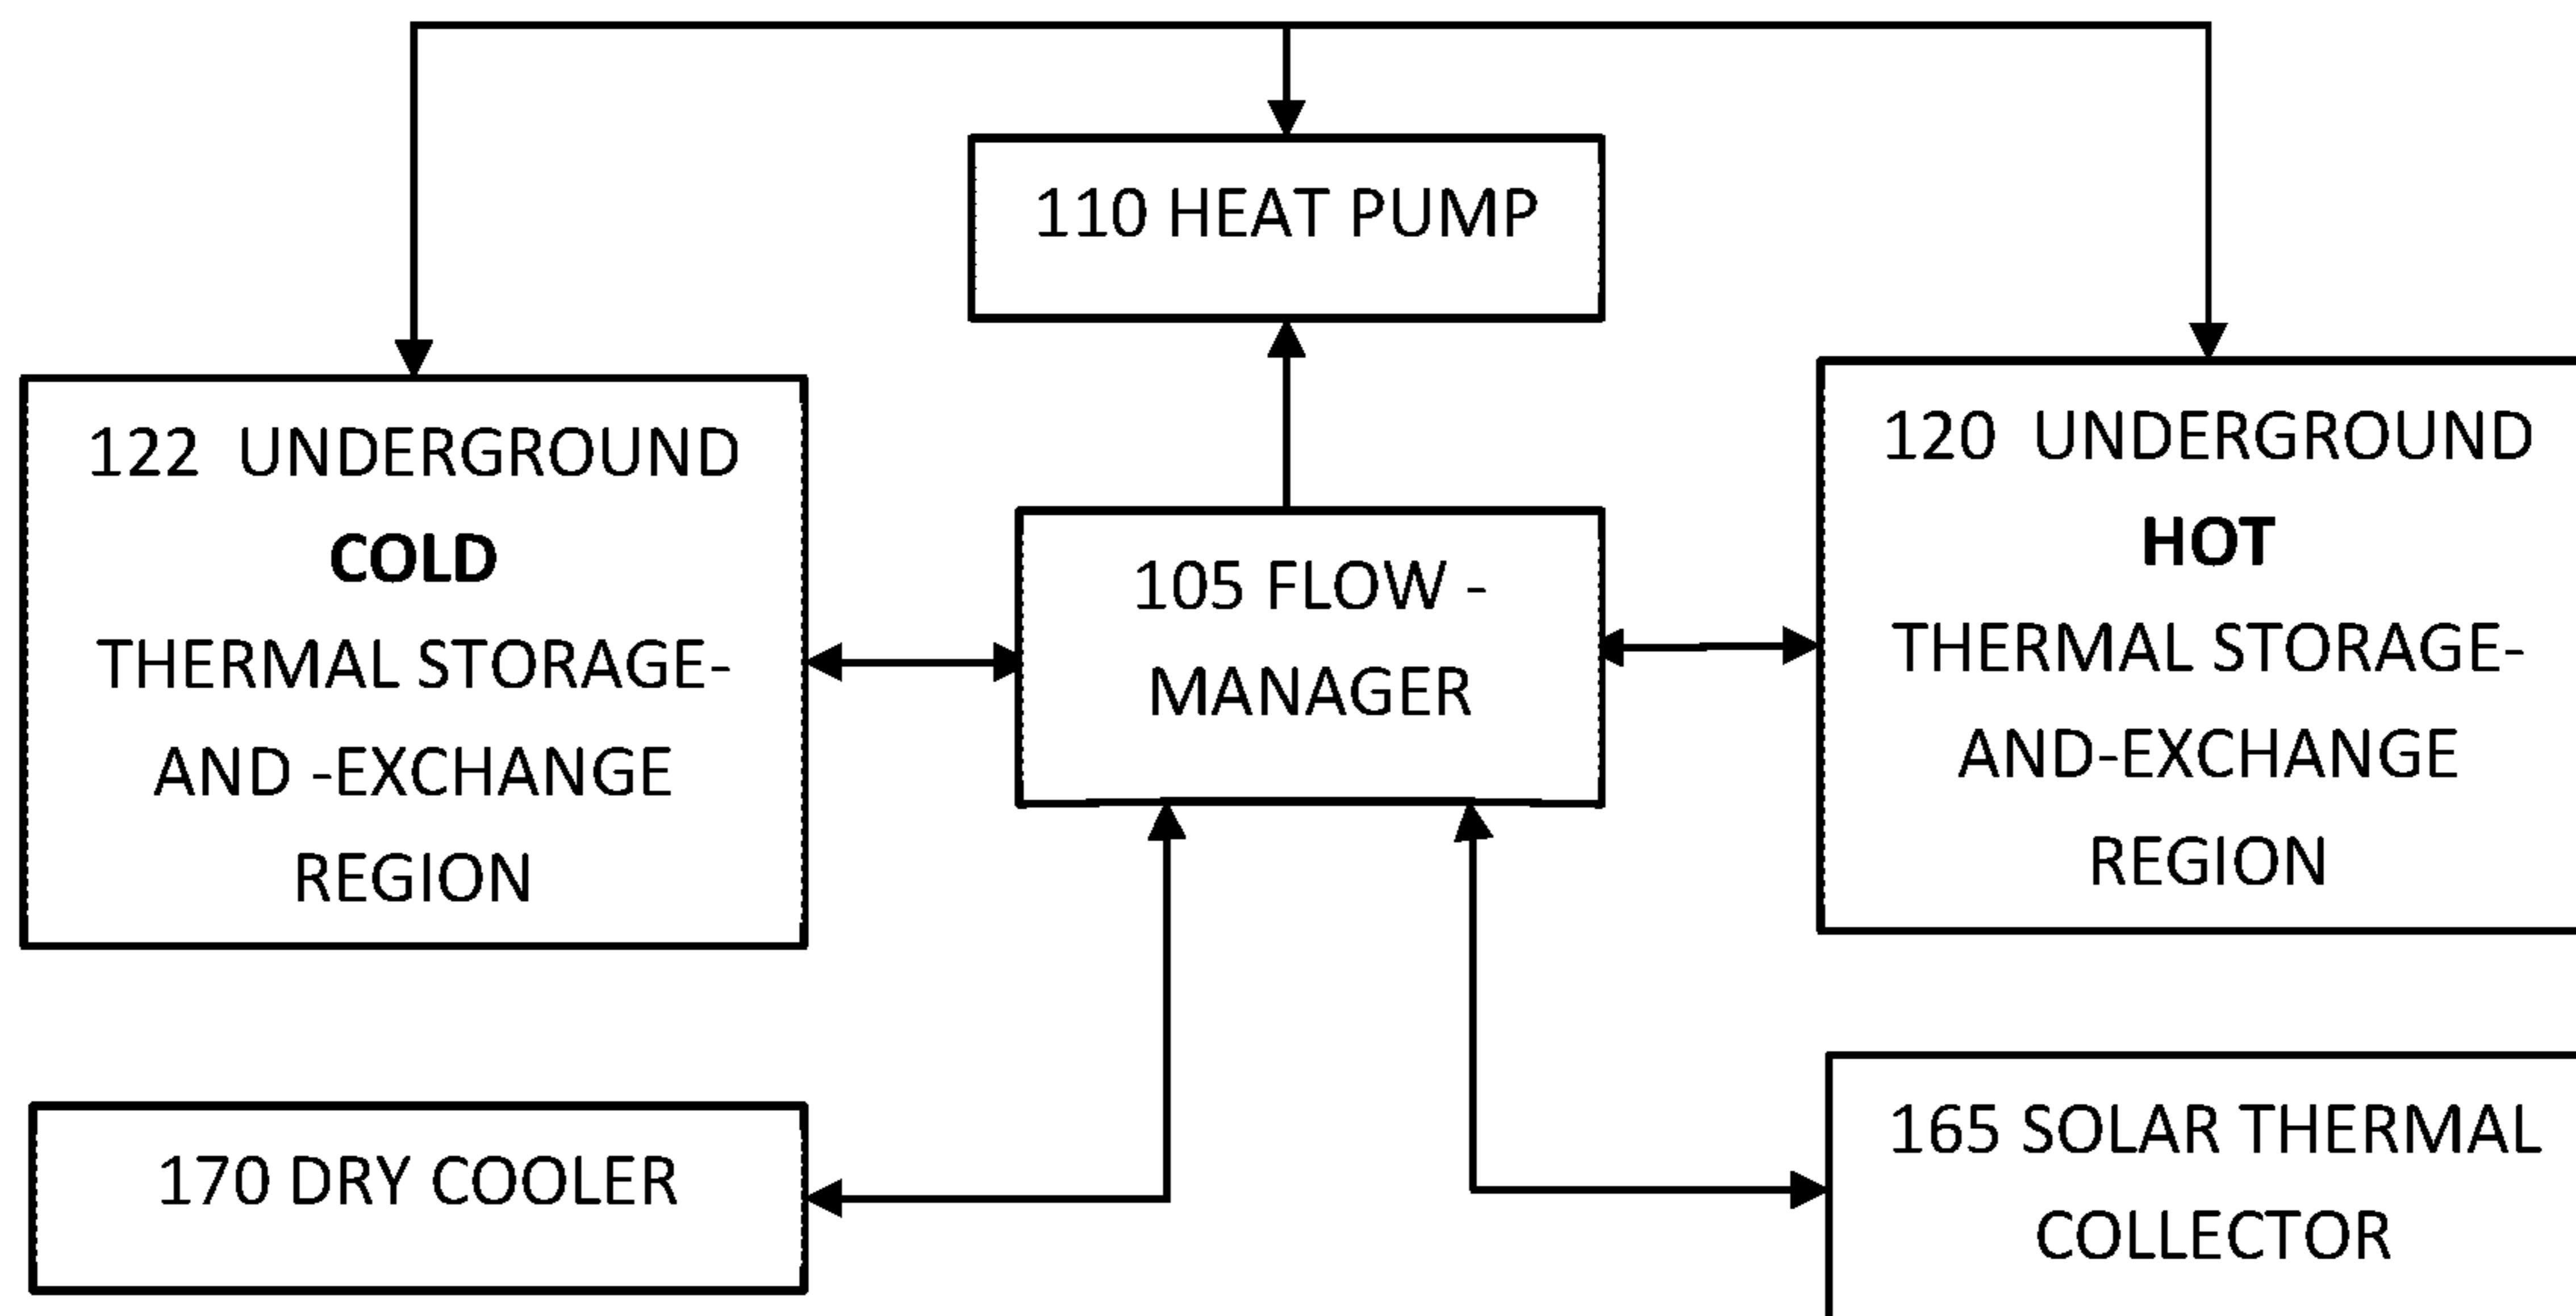 110 HEAT PUMP
122 UNDERGROUND
COLD
THERMAL STORAGE-
AND -EXCHANGE
REGION
105 FLOW -
MANAGER
120 UNDERGROUND
HOT
THERMAL STORAGE-
AND-EXCHANGE
REGION
170 DRY COOLER
165 SOLAR THERMAL
COLLECTOR